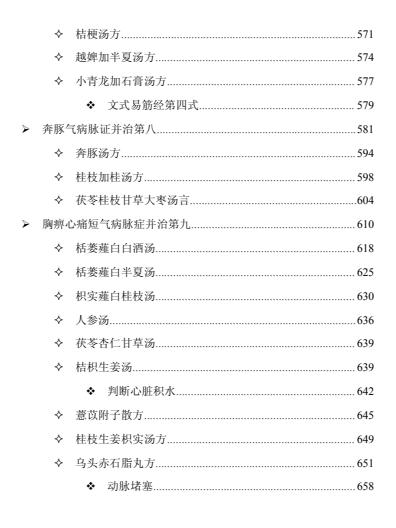 ✧ 桔梗汤方 571
✧ 越婢加半夏汤方 574
✧ 小青龙加石膏汤方 577
❖ 文式易筋经第四式 579
➢ 奔豚气病脉证并治第八 581
✧ 奔豚汤方 594
✧ 桂枝加桂汤方 598
✧ 茯苓桂枝甘草大枣汤言 604
➢ 胸痹心痛短气病脉症并治第九 610
✧ 栝蒌薤白白酒汤 618
✧ 栝蒌薤白半夏汤 625
✧ 枳实薤白桂枝汤 630
✧ 人参汤 636
✧ 茯苓杏仁甘草汤 639
✧ 桔枳生姜汤 639
❖ 判断心脏积水 642
✧ 薏苡附子散方 645
✧ 桂枝生姜枳实汤方 649
✧ 乌头赤石脂丸方 651
❖ 动脉堵塞 658